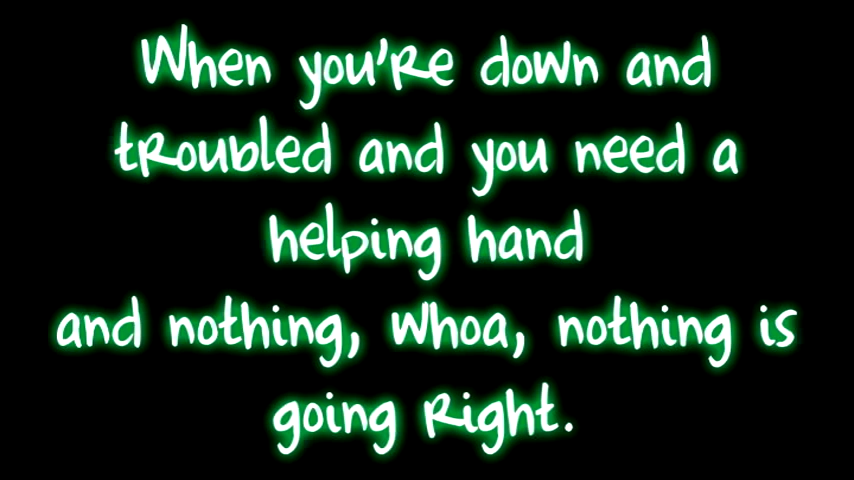 When you're down and
troubled and you need a
helping hand
and nothing, whoa, nothing is
going right.